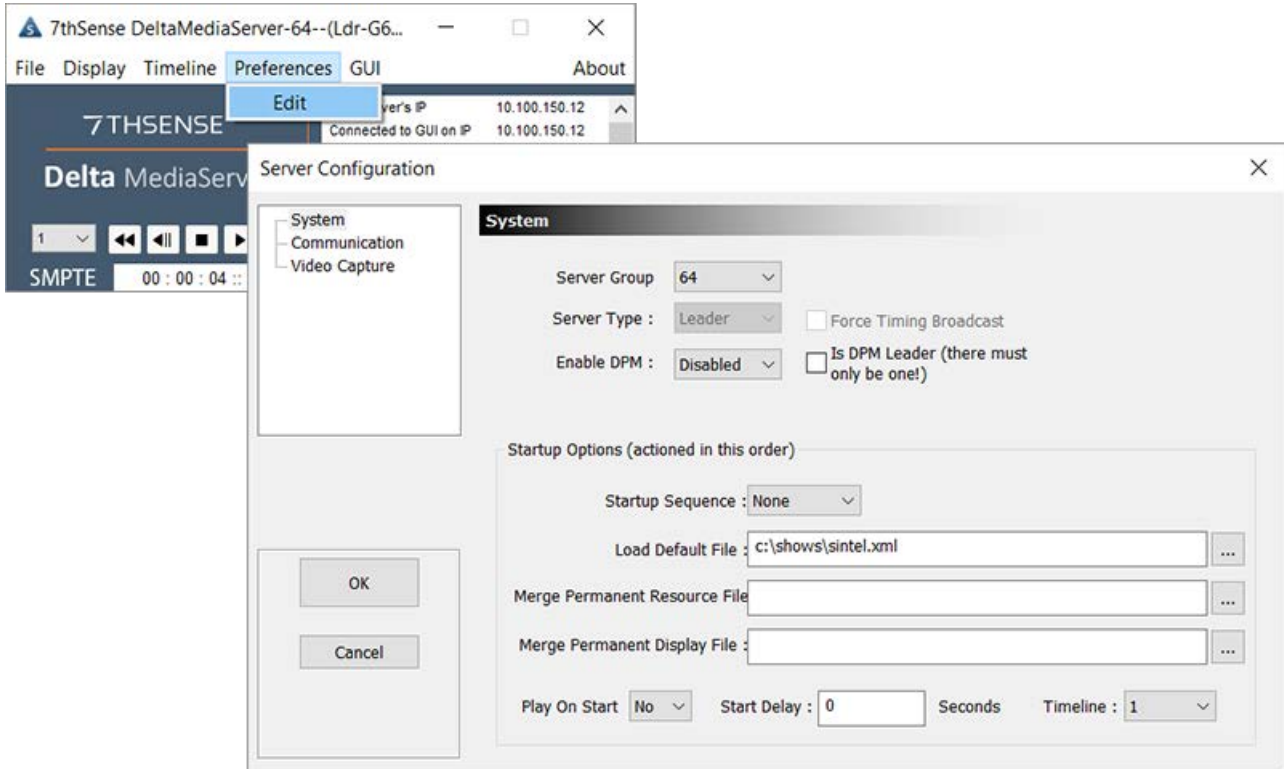 7thSense DeltaMediaServer-64--(Ldr-G6...
File Display Timeline Preferences GUI About
Edit
ver's IP 10.100.150.12
7THSENSE
Connected to GUI on IP 10.100.150.12
Delta MediaServ
1
SMPTE 00 : 00 : 04 ::
Server Configuration
System
Communication
Video Capture
OK
Cancel
System
Server Group 64
Server Type : Leader Force Timing Broadcast
Enable DPM : Disabled Is DPM Leader (there must
only be one!)
Startup Options (actioned in this order)
Startup Sequence : None
Load Default File : c:\shows\sintel.xml ...
Merge Permanent Resource File ...
Merge Permanent Display File : ...
Play On Start No Start Delay : 0 Seconds Timeline : 1